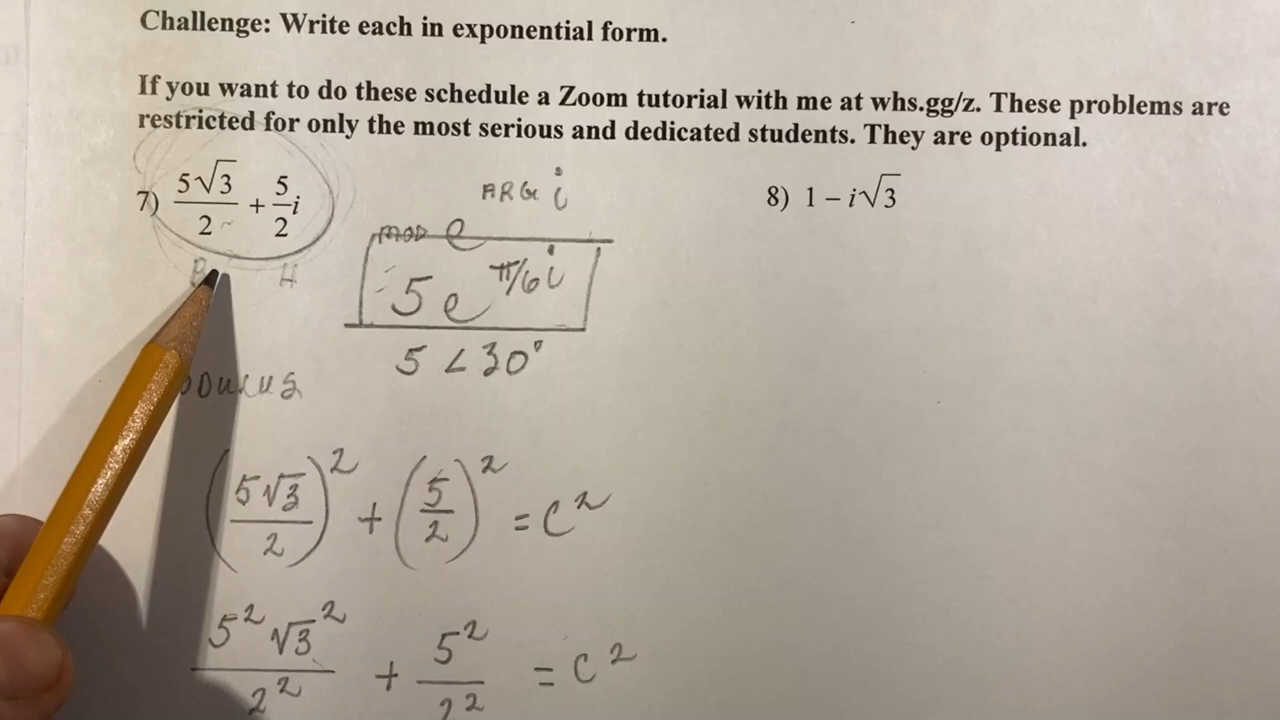 Challenge: Write each in exponential form.
If you want to do these schedule a Zoom tutorial with me at whs.gg/z. These problems are
restricted for only the most serious and dedicated students. They are optional.
7) 5√3/2 + 5/2 i
8) 1 – i√3
ARG i
MOD e
5 e^π/6 i
H
5 ∠30°
(5√3/2)² + (5/2)² = c²
5²√3²/2² + 5²/2² = c²